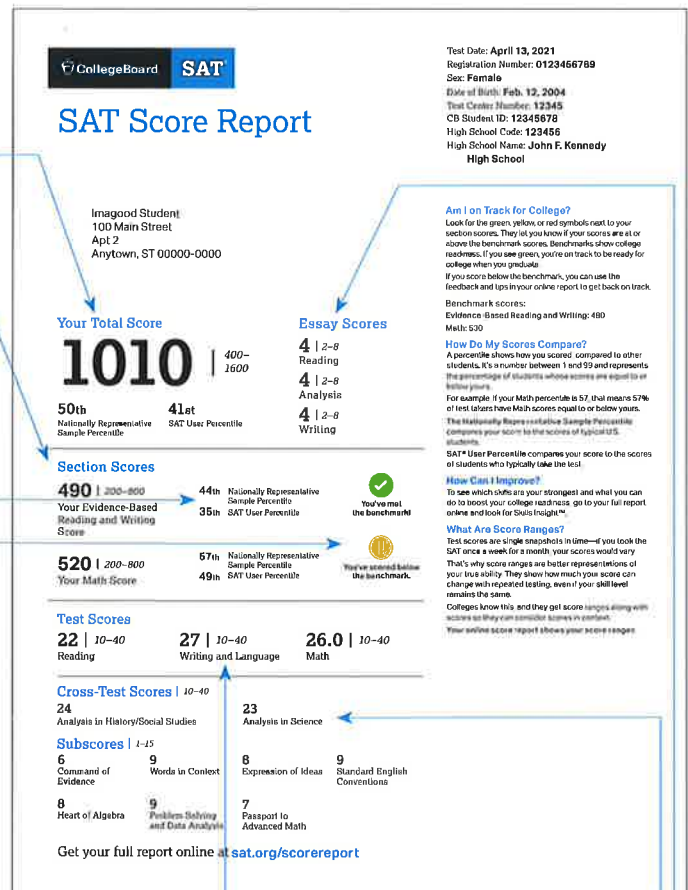 CollegeBoard SAT
SAT Score Report
Test Date: April 13, 2021
Registration Number: 0123456789
Sex: Female
Date of Birth: Feb. 12, 2004
Test Center Number: 12345
CB Student ID: 12345678
High School Code: 123456
High School Name: John F. Kennedy
High School
Imagood Student
100 Main Street
Apt 2
Anytown, ST 00000-0000
Your Total Score
1010 | 400–
1600
50th
Nationally Representative
Sample Percentile
41st
SAT User Percentile
Essay Scores
4 | 2–8
Reading
4 | 2–8
Analysis
4 | 2–8
Writing
Section Scores
490 | 200–800
Your Evidence-Based
Reading and Writing
Score
44th Nationally Representative
Sample Percentile
35th SAT User Percentile
You've met
the benchmark!
520 | 200–800
Your Math Score
57th Nationally Representative
Sample Percentile
49th SAT User Percentile
You've scored below
the benchmark.
Test Scores
22 | 10–40
Reading
27 | 10–40
Writing and Language
26.0 | 10–40
Math
Cross-Test Scores | 10–40
24
Analysis in History/Social Studies
23
Analysis in Science
Subscores | 1–15
6
Command of
Evidence
9
Words in Context
8
Expression of Ideas
9
Standard English
Conventions
8
Heart of Algebra
9
Problem Solving
and Data Analysis
7
Passport to
Advanced Math
Get your full report online at sat.org/scorereport
Am I on Track for College?
Look for the green, yellow, or red symbols next to your
section scores. They let you know if your scores are at or
above the benchmark scores. Benchmarks show college
readiness. If you see green, you're on track to be ready for
college when you graduate.
If you score below the benchmark, you can use the
feedback and tips in your online report to get back on track.
Benchmark scores:
Evidence-Based Reading and Writing: 480
Math: 530
How Do My Scores Compare?
A percentile shows how you scored compared to other
students. It's a number between 1 and 99 and represents
the percentage of students whose scores are equal to or
below yours.
For example, if your Math percentile is 57, that means 57%
of test takers have Math scores equal to or below yours.
The Nationally Representative Sample Percentile
compares your score to the scores of typical U.S.
students.
SAT® User Percentile compares your score to the scores
of students who typically take the test.
How Can I Improve?
To see which skills are your strongest and what you can
do to boost your college readiness, go to your full report
online and look for Skills Insight™.
What Are Score Ranges?
Test scores are single snapshots in time—if you took the
SAT once a week for a month, your scores would vary.
That's why score ranges are better representations of
your true ability. They show how much your score can
change with repeated testing, even if your skill level
remains the same.
Colleges know this, and they get score ranges along with
scores so they can consider scores in context.
Your online score report shows your score ranges.